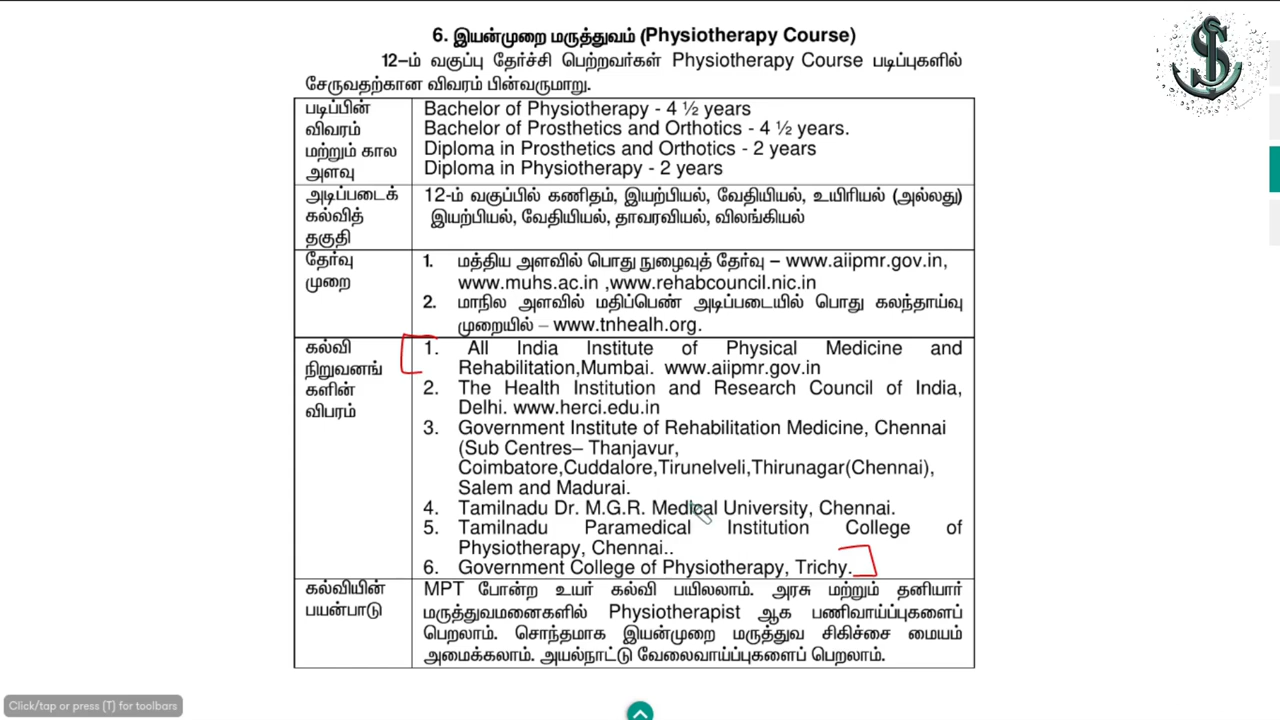 6. இயன்முறை மருத்துவம் (Physiotherapy Course)
12-ம் வகுப்பு தேர்ச்சி பெற்றவர்கள் Physiotherapy Course படிப்புகளில்
சேருவதற்கான விவரம் பின்வருமாறு.
படிப்பின்
விவரம்
மற்றும் கால
அளவு
Bachelor of Physiotherapy - 4 ½ years
Bachelor of Prosthetics and Orthotics - 4 ½ years.
Diploma in Prosthetics and Orthotics - 2 years
Diploma in Physiotherapy - 2 years
அடிப்படைக்
கல்வித்
தகுதி
12-ம் வகுப்பில் கணிதம், இயற்பியல், வேதியியல், உயிரியல் (அல்லது)
இயற்பியல், வேதியியல், தாவரவியல், விலங்கியல்
தேர்வு
முறை
1. மத்திய அளவில் பொது நுழைவுத் தேர்வு – www.aiipmr.gov.in,
www.muhs.ac.in ,www.rehabcouncil.nic.in
2. மாநில அளவில் மதிப்பெண் அடிப்படையில் பொது கலந்தாய்வு
முறையில் – www.tnhealh.org.
கல்வி
நிறுவனங்
களின்
விபரம்
1. All India Institute of Physical Medicine and
Rehabilitation,Mumbai. www.aiipmr.gov.in
2. The Health Institution and Research Council of India,
Delhi. www.herci.edu.in
3. Government Institute of Rehabilitation Medicine, Chennai
(Sub Centres– Thanjavur,
Coimbatore,Cuddalore,Tirunelveli,Thirunagar(Chennai),
Salem and Madurai.
4. Tamilnadu Dr. M.G.R. Medical University, Chennai.
5. Tamilnadu Paramedical Institution College of
Physiotherapy, Chennai..
6. Government College of Physiotherapy, Trichy.
கல்வியின்
பயன்பாடு
MPT போன்ற உயர் கல்வி பயிலலாம். அரசு மற்றும் தனியார்
மருத்துவமனைகளில் Physiotherapist ஆக பணிவாய்ப்புகளைப்
பெறலாம். சொந்தமாக இயன்முறை மருத்துவ சிகிச்சை மையம்
அமைக்கலாம். அயல்நாட்டு வேலைவாய்ப்புகளைப் பெறலாம்.
Click/tap or press (T) for toolbars